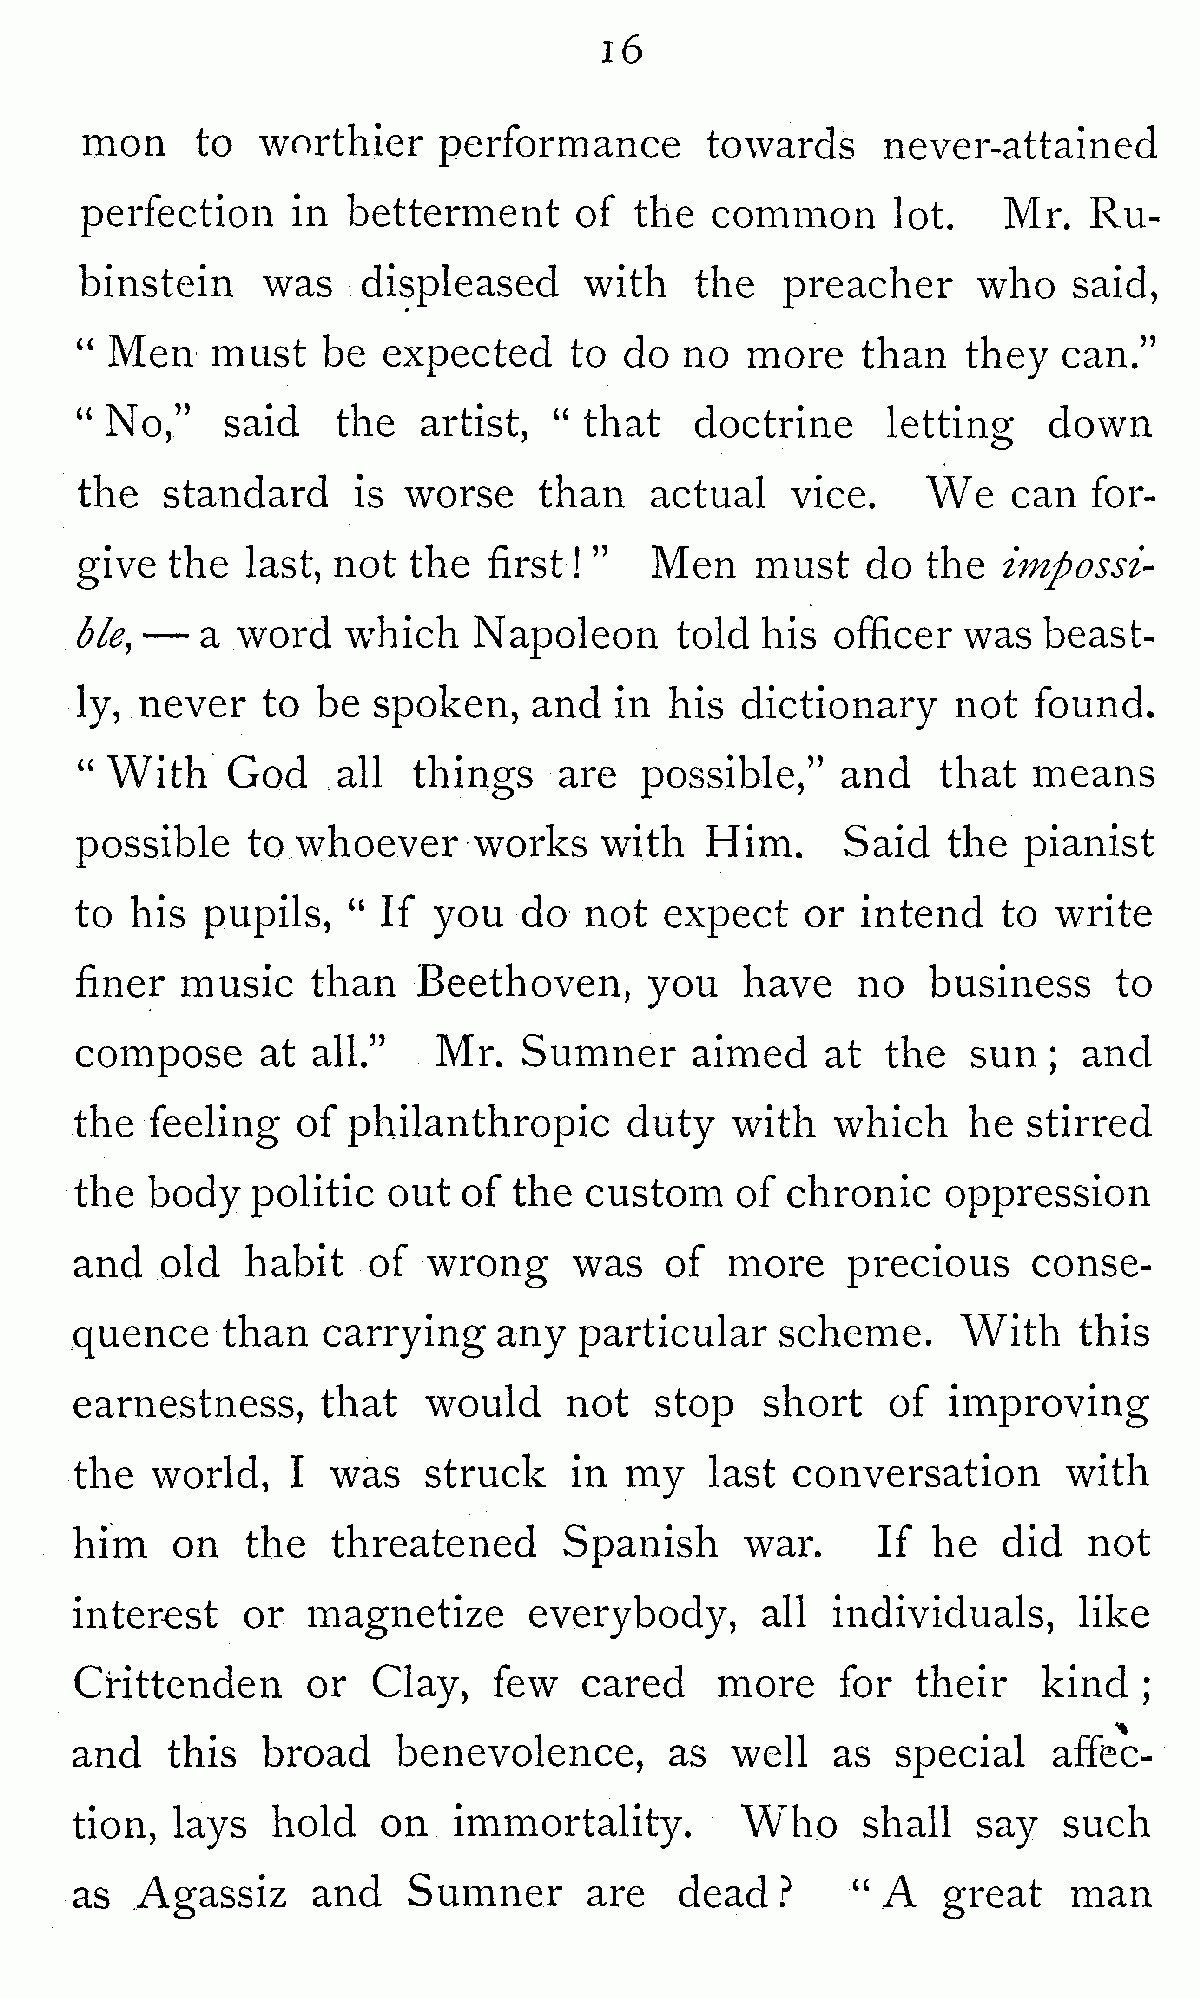 16
mon to worthier performance towards never-attained
perfection in betterment of the common lot. Mr. Ru-
binstein was displeased with the preacher who said,
“ Men must be expected to do no more than they can.”
“ No,” said the artist, “ that doctrine letting down
the standard is worse than actual vice. We can for-
give the last, not the first! ” Men must do the impossi-
ble, — a word which Napoleon told his officer was beast-
ly, never to be spoken, and in his dictionary not found.
“ With God all things are possible,” and that means
possible to whoever works with Him. Said the pianist
to his pupils, “ If you do not expect or intend to write
finer music than Beethoven, you have no business to
compose at all.” Mr. Sumner aimed at the sun ; and
the feeling of philanthropic duty with which he stirred
the body politic out of the custom of chronic oppression
and old habit of wrong was of more precious conse-
quence than carrying any particular scheme. With this
earnestness, that would not stop short of improving
the world, I was struck in my last conversation with
him on the threatened Spanish war. If he did not
interest or magnetize everybody, all individuals, like
Crittenden or Clay, few cared more for their kind ;
and this broad benevolence, as well as special affec-
tion, lays hold on immortality. Who shall say such
as Agassiz and Sumner are dead ? “ A great man